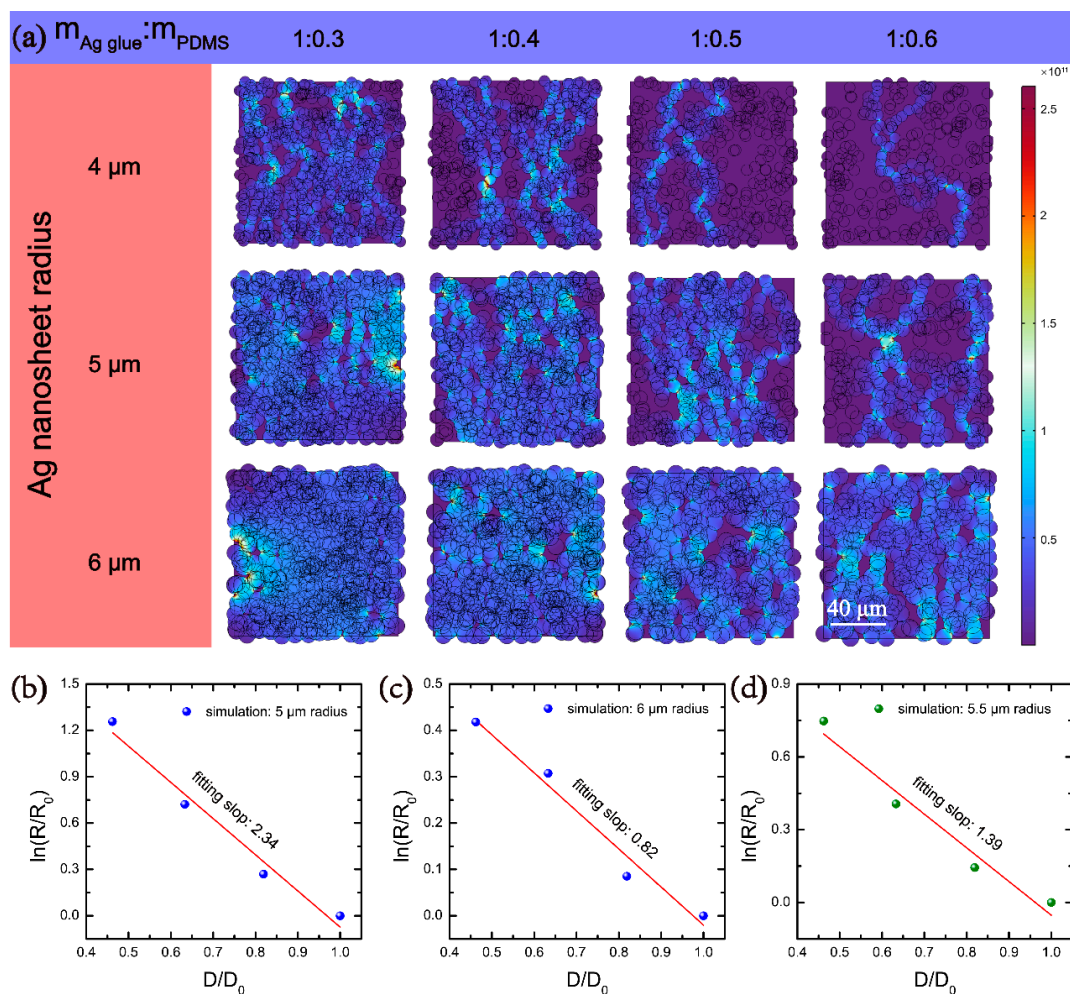 (a) m_Ag glue:m_PDMS 1:0.3 1:0.4 1:0.5 1:0.6
×10¹¹
2.5
2
1.5
1
0.5
Ag nanosheet radius
4 μm
5 μm
6 μm
40 μm
(b)
1.5
1.2
0.9
0.6
0.3
0.0
ln(R/R₀)
simulation: 5 μm radius
fitting slop: 2.34
0.4 0.5 0.6 0.7 0.8 0.9 1.0
D/D₀
(c)
0.5
0.4
0.3
0.2
0.1
0.0
ln(R/R₀)
simulation: 6 μm radius
fitting slop: 0.82
0.4 0.5 0.6 0.7 0.8 0.9 1.0
D/D₀
(d)
0.9
0.6
0.3
0.0
ln(R/R₀)
simulation: 5.5 μm radius
fitting slop: 1.39
0.4 0.5 0.6 0.7 0.8 0.9 1.0
D/D₀